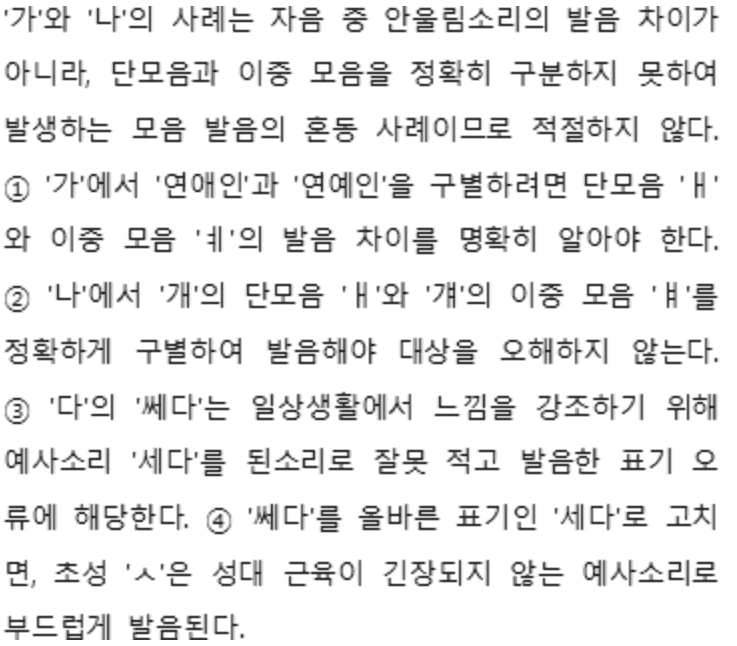 '가'와 '나'의 사례는 자음 중 안울림소리의 발음 차이가
아니라, 단모음과 이중 모음을 정확히 구분하지 못하여
발생하는 모음 발음의 혼동 사례이므로 적절하지 않다.
① '가'에서 '연애인'과 '연예인'을 구별하려면 단모음 'ㅐ'
와 이중 모음 'ㅖ'의 발음 차이를 명확히 알아야 한다.
② '나'에서 '개'의 단모음 'ㅐ'와 '걔'의 이중 모음 'ㅒ'를
정확하게 구별하여 발음해야 대상을 오해하지 않는다.
③ '다'의 '쎄다'는 일상생활에서 느낌을 강조하기 위해
예사소리 '세다'를 된소리로 잘못 적고 발음한 표기 오
류에 해당한다. ④ '쎄다'를 올바른 표기인 '세다'로 고치
면, 초성 'ㅅ'은 성대 근육이 긴장되지 않는 예사소리로
부드럽게 발음된다.